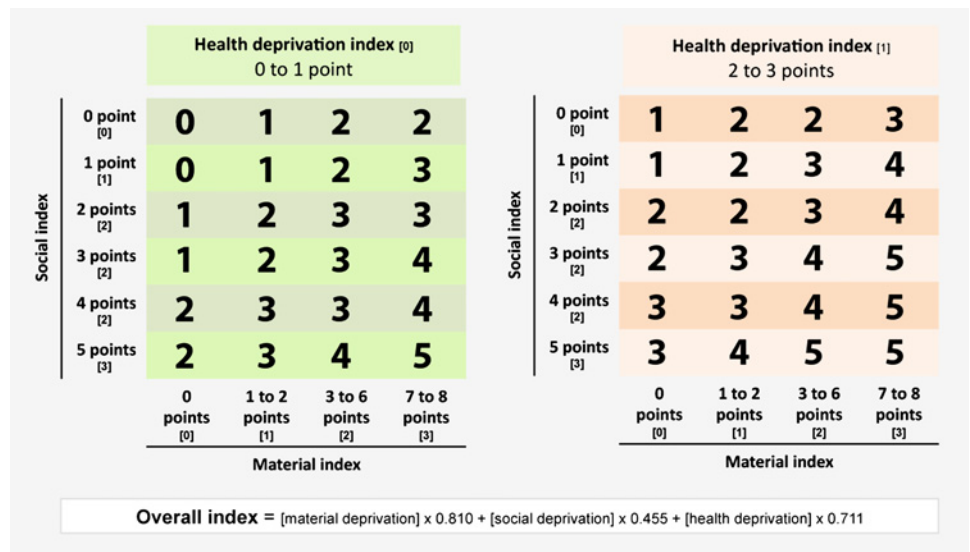 Health deprivation index [0]
0 to 1 point
Social index
0 point
[0]
0 1 2 2
1 point
[1]
0 1 2 3
2 points
[2]
1 2 3 3
3 points
[2]
1 2 3 4
4 points
[2]
2 3 3 4
5 points
[3]
2 3 4 5
0 1 to 2 3 to 6 7 to 8
points points points points
[0] [1] [2] [3]
Material index
Health deprivation index [1]
2 to 3 points
Social index
0 point
[0]
1 2 2 3
1 point
[1]
1 2 3 4
2 points
[2]
2 2 3 4
3 points
[2]
2 3 4 5
4 points
[2]
3 3 4 5
5 points
[3]
3 4 5 5
0 1 to 2 3 to 6 7 to 8
points points points points
[0] [1] [2] [3]
Material index
Overall index = [material deprivation] x 0.810 + [social deprivation] x 0.455 + [health deprivation] x 0.711